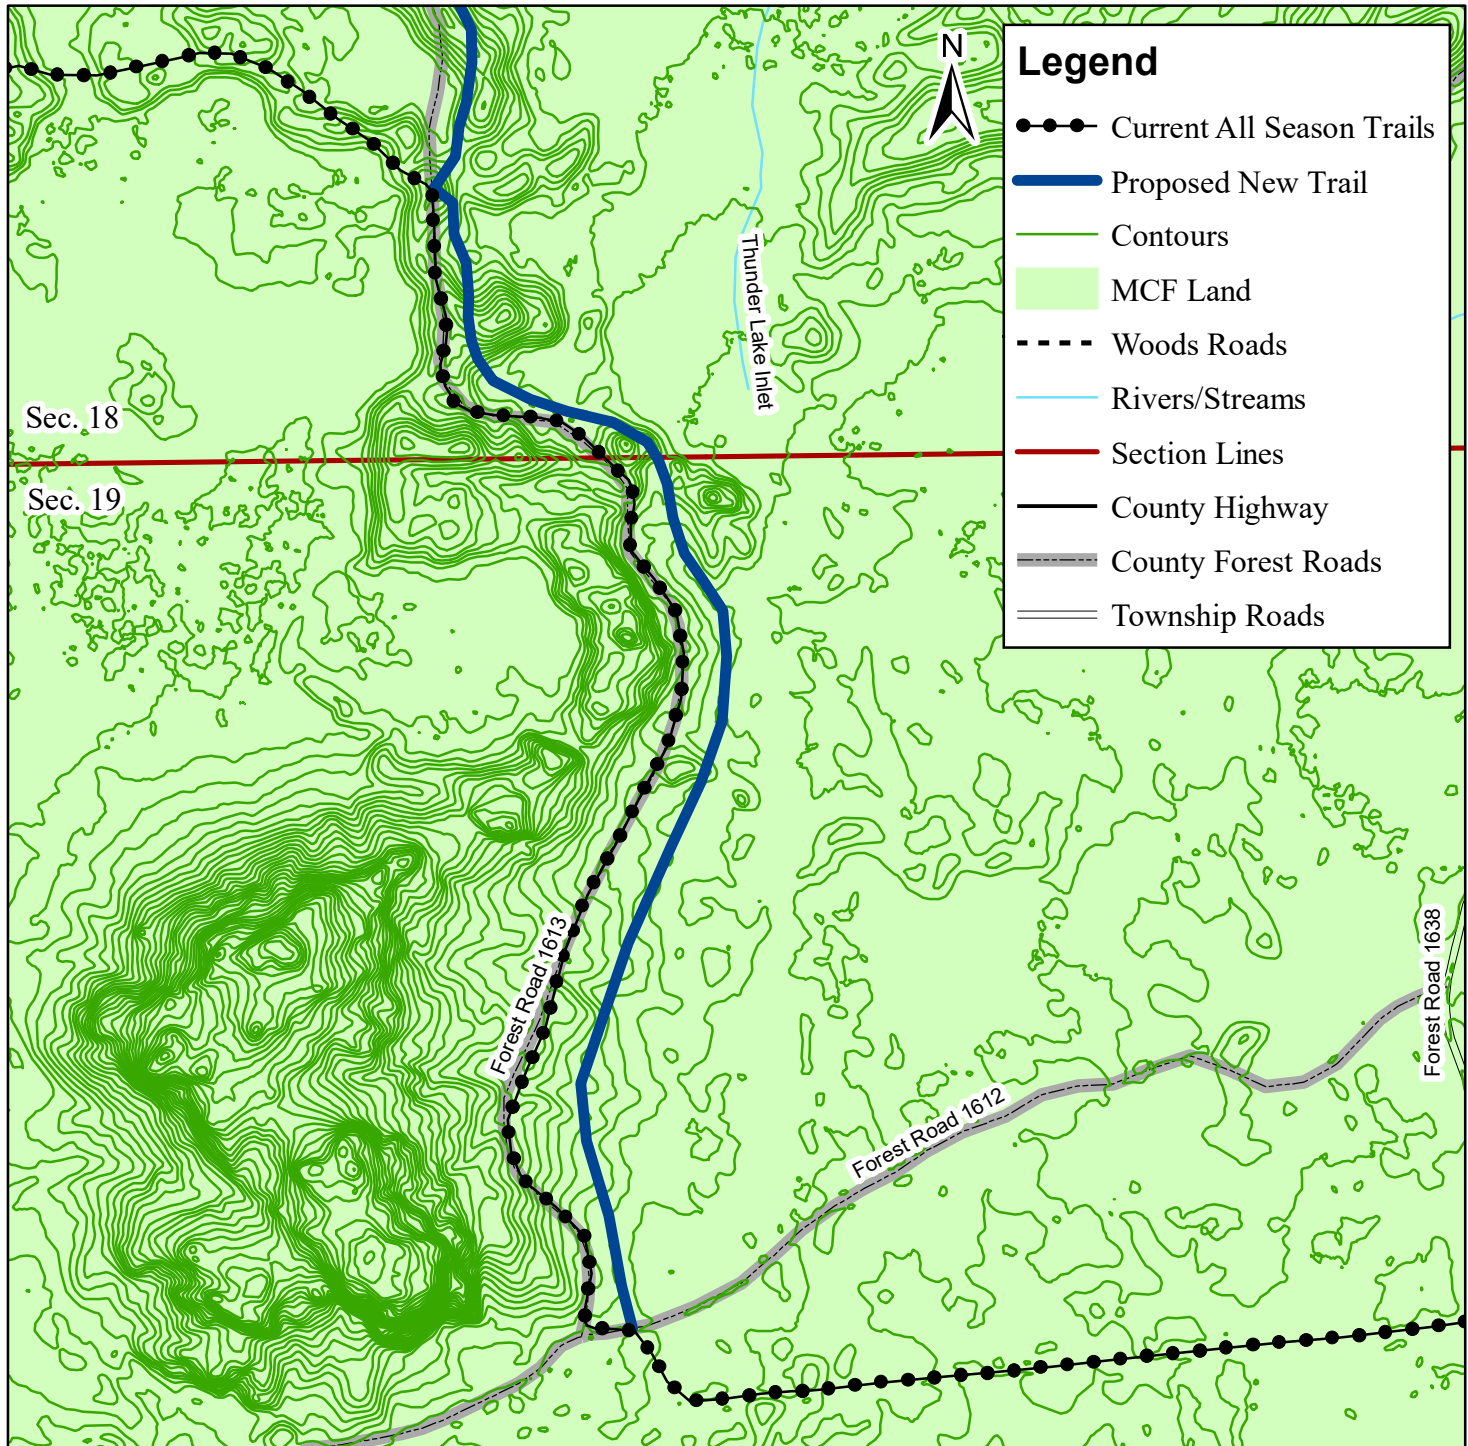 N
Legend
Current All Season Trails
Proposed New Trail
Contours
MCF Land
Woods Roads
Rivers/Streams
Section Lines
County Highway
County Forest Roads
Township Roads
Thunder Lake Inlet
Sec. 18
Sec. 19
Forest Road 1613
Forest Road 1612
Forest Road 1638